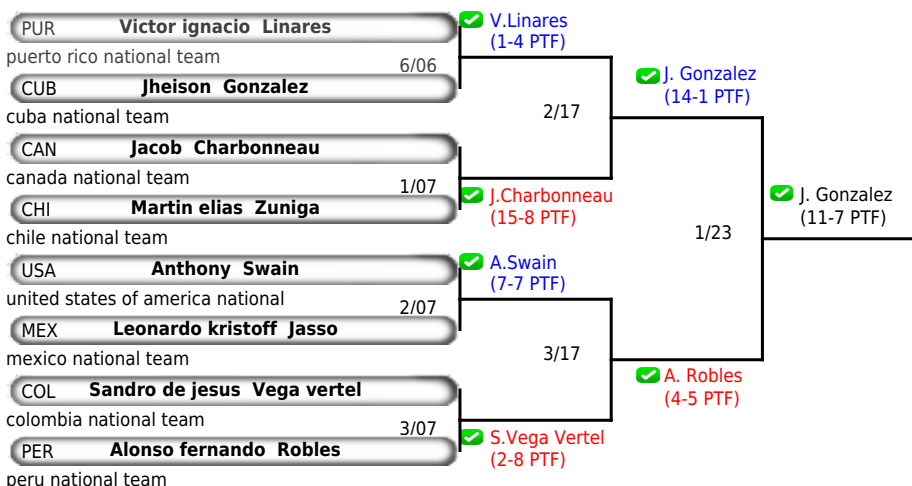 PUR Victor ignacio Linares
puerto rico national team
6/06
CUB Jheison Gonzalez
cuba national team
CAN Jacob Charbonneau
canada national team
1/07
CHI Martin elias Zuniga
chile national team
USA Anthony Swain
united states of america national
2/07
MEX Leonardo kristoff Jasso
mexico national team
COL Sandro de jesus Vega vertel
colombia national team
3/07
PER Alonso fernando Robles
peru national team
V.Linares
(1-4 PTF)
2/17
J.Charbonneau
(15-8 PTF)
A.Swain
(7-7 PTF)
3/17
S.Vega Vertel
(2-8 PTF)
J. Gonzalez
(14-1 PTF)
1/23
A. Robles
(4-5 PTF)
J. Gonzalez
(11-7 PTF)